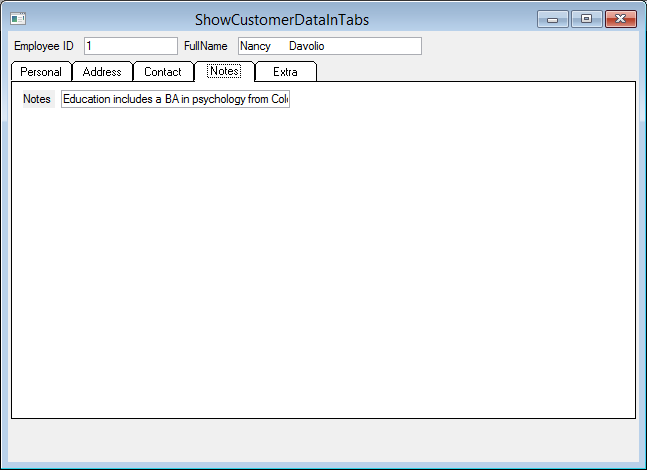 ShowCustomerDataInTabs
Employee ID 1 FullName Nancy Davolio
Personal Address Contact Notes Extra
Notes Education includes a BA in psychology from Col